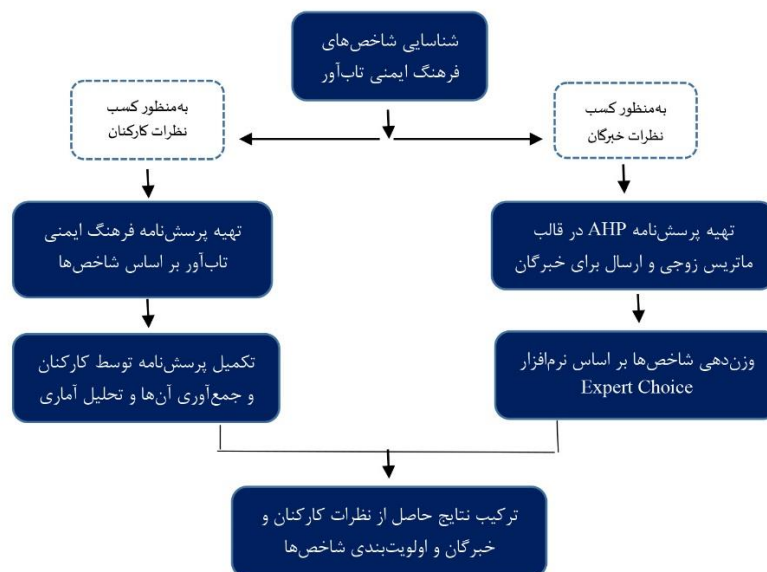 شناسایی شاخص‌های
فرهنگ ایمنی تاب‌آور
به‌منظور کسب
نظرات خبرگان
به‌منظور کسب
نظرات کارکنان
تهیه پرسش‌نامه AHP در قالب
ماتریس زوجی و ارسال برای خبرگان
تهیه پرسش‌نامه فرهنگ ایمنی
تاب‌آور بر اساس شاخص‌ها
وزن‌دهی شاخص‌ها بر اساس نرم‌افزار
Expert Choice
تکمیل پرسش‌نامه توسط کارکنان
و جمع‌آوری آن‌ها و تحلیل آماری
ترکیب نتایج حاصل از نظرات کارکنان و
خبرگان و اولویت‌بندی شاخص‌ها